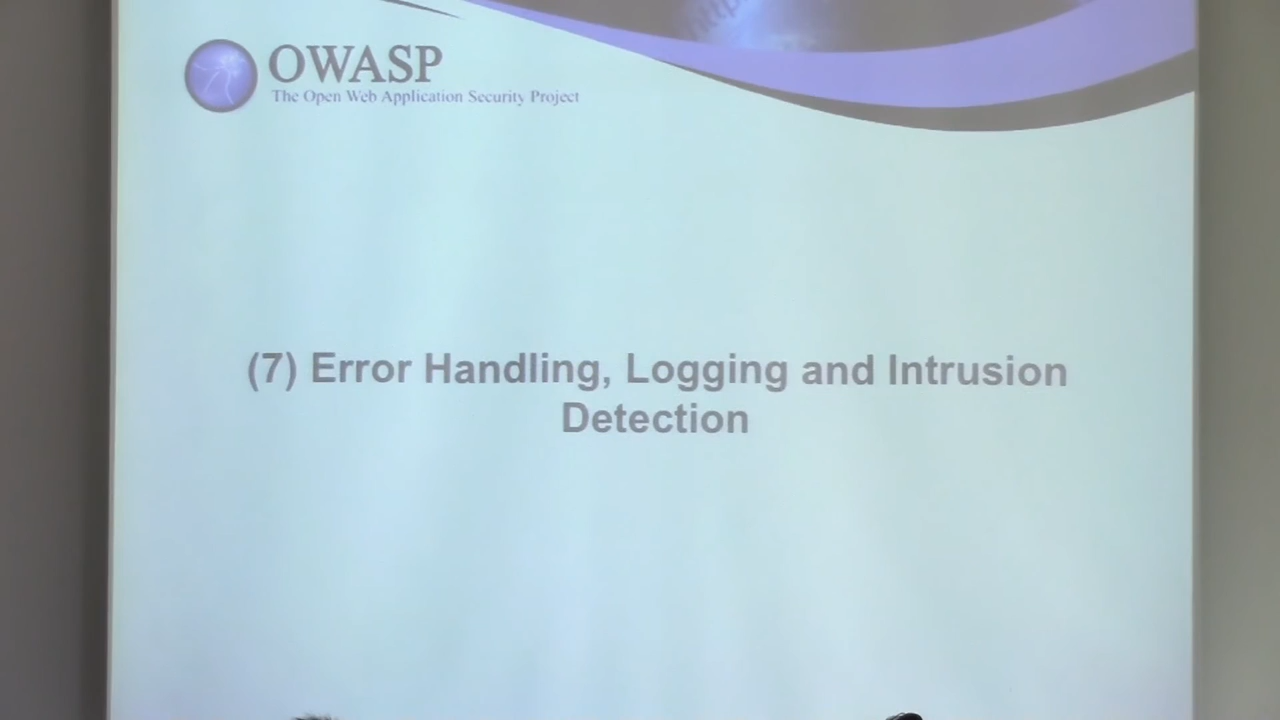 OWASP
The Open Web Application Security Project
(7) Error Handling, Logging and Intrusion
Detection